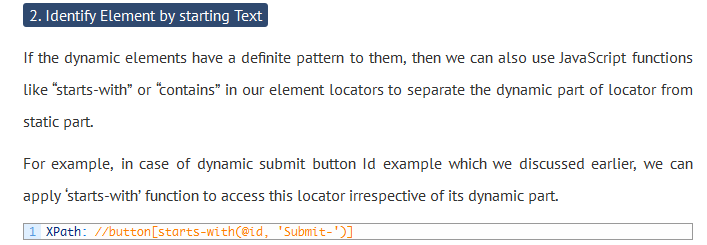 2. Identify Element by starting Text
If the dynamic elements have a definite pattern to them, then we can also use JavaScript functions
like “starts-with” or “contains” in our element locators to separate the dynamic part of locator from
static part.
For example, in case of dynamic submit button Id example which we discussed earlier, we can
apply ‘starts-with’ function to access this locator irrespective of its dynamic part.
1 XPath: //button[starts-with(@id, 'Submit-')]